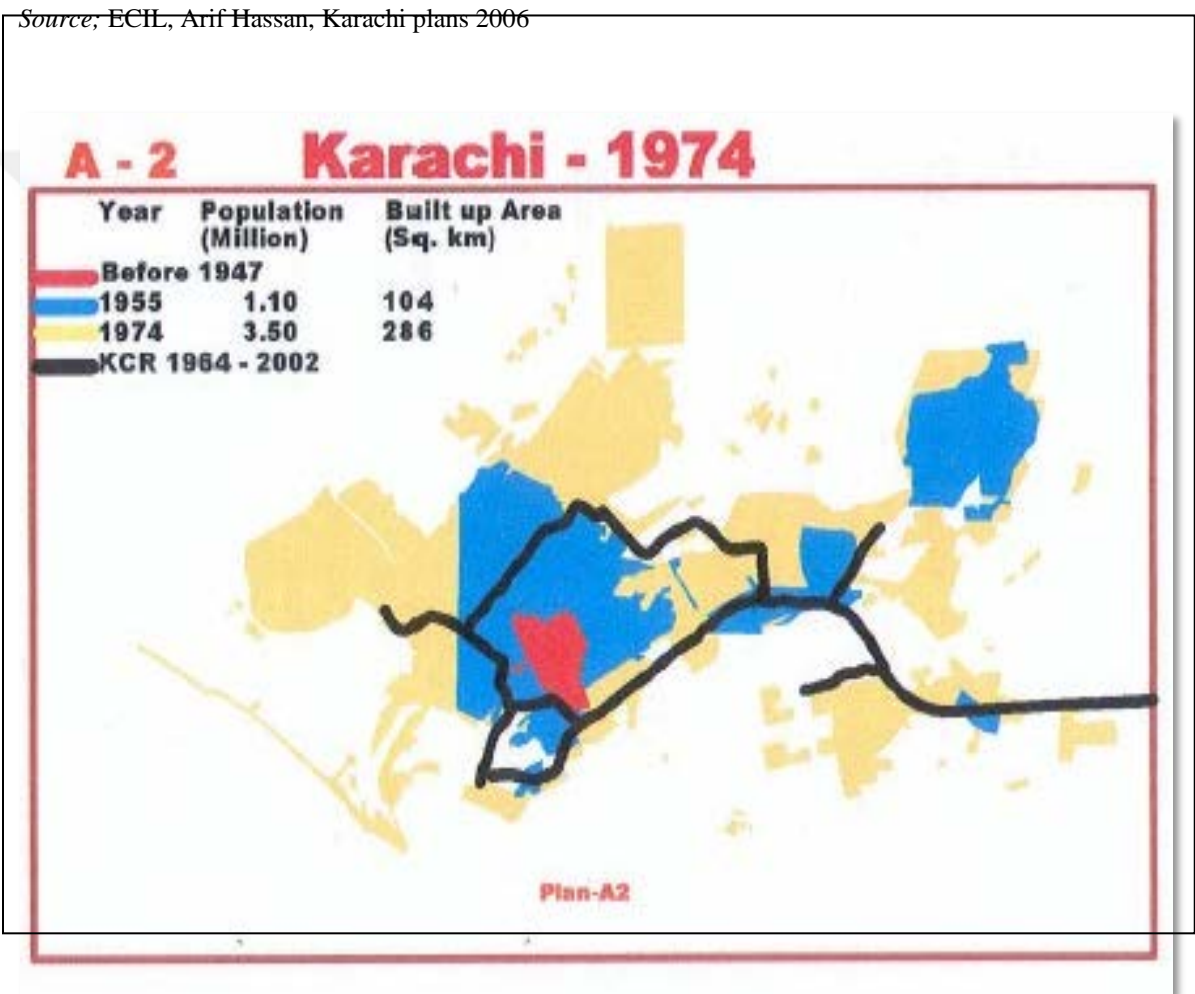 Source; ECIL, Arif Hassan, Karachi plans 2006
A - 2 Karachi - 1974
Year Population Built up Area
(Million) (Sq. km)
Before 1947
1955 1.10 104
1974 3.50 286
KCR 1964 - 2002
Plan-A2